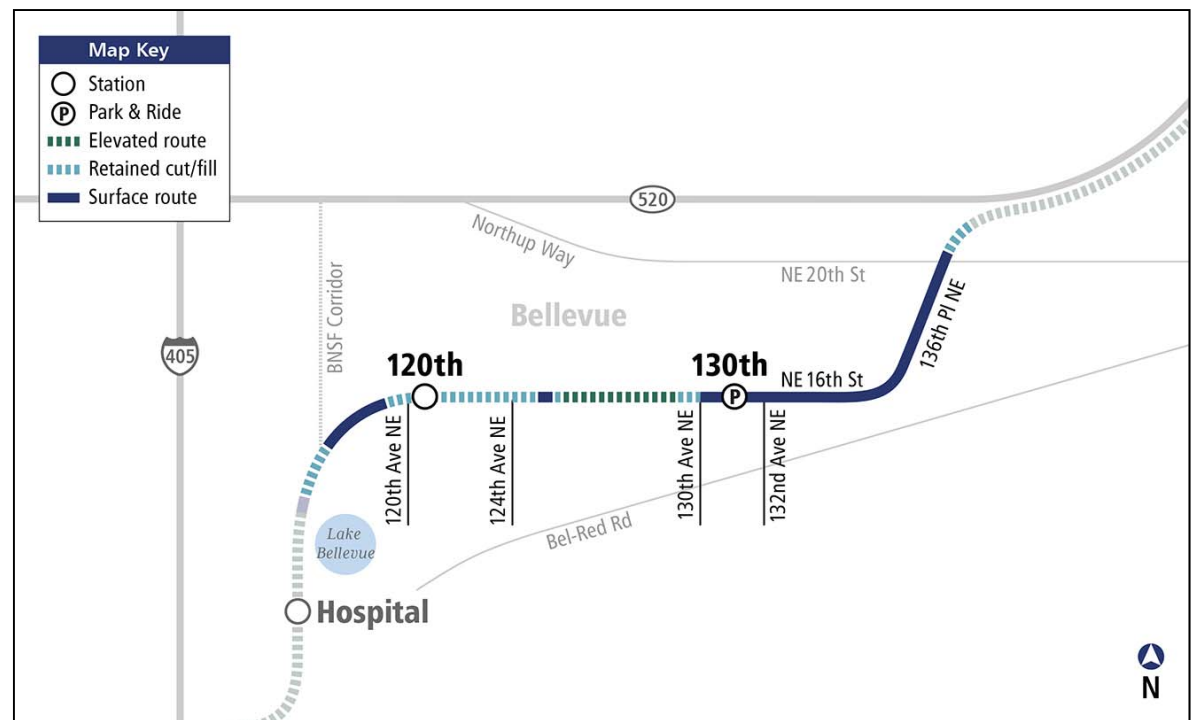 Map Key
Station
P Park & Ride
Elevated route
Retained cut/fill
Surface route
520
Northup Way
NE 20th St
BNSF Corridor
Bellevue
136th Pl NE
405
120th
130th
NE 16th St
P
120th Ave NE
124th Ave NE
130th Ave NE
132nd Ave NE
Bel-Red Rd
Lake
Bellevue
Hospital
N